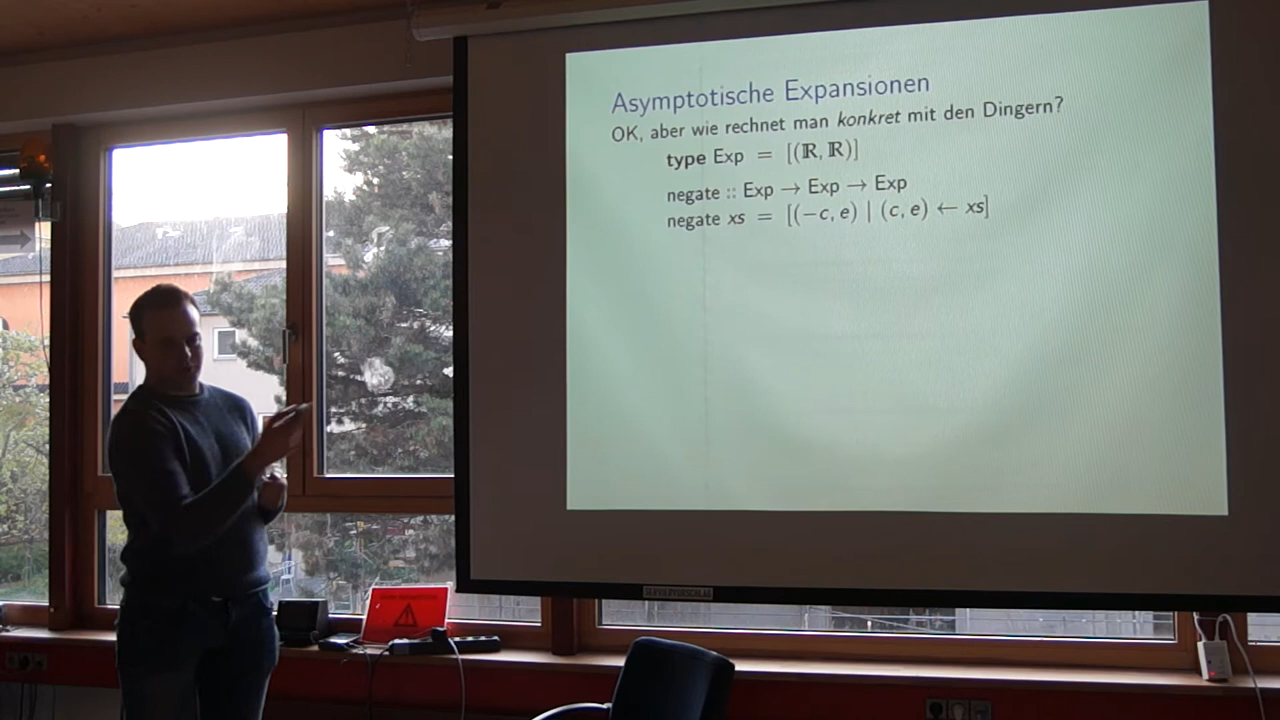 Asymptotische Expansionen
OK, aber wie rechnet man konkret mit den Dingern?
type Exp = [(ℝ, ℝ)]
negate :: Exp → Exp → Exp
negate xs = [(−c, e) | (c, e) ← xs]